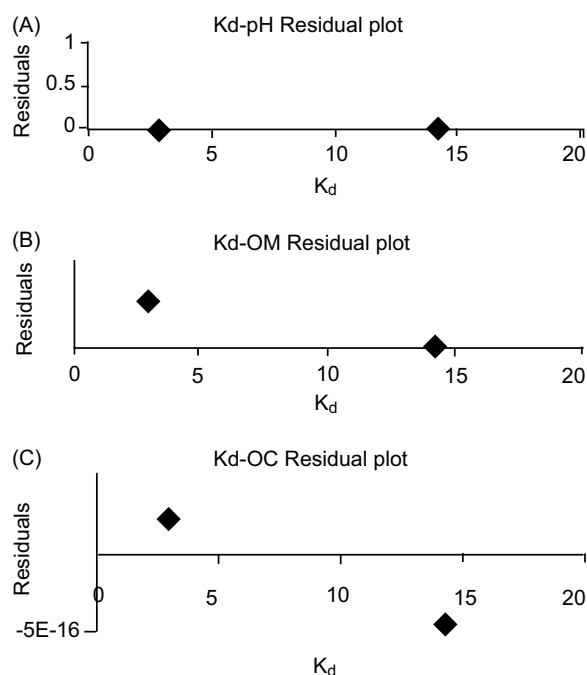 (A)
Kd-pH Residual plot
Residuals
1
0.5
0
0 5 10 15 20
Kd
(B)
Kd-OM Residual plot
Residuals
0 5 10 15 20
Kd
(C)
Kd-OC Residual plot
Residuals
0 5 10 15 20
-5E-16
Kd